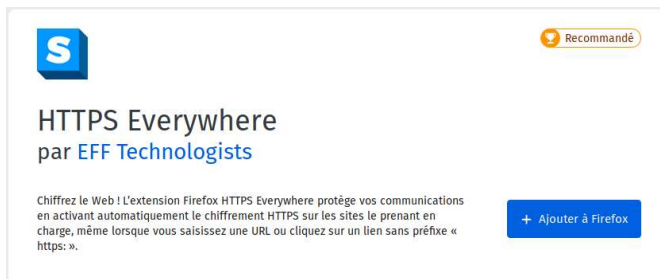 S
Recommandé
HTTPS Everywhere
par EFF Technologists
Chiffrez le Web ! L’extension Firefox HTTPS Everywhere protège vos communications
en activant automatiquement le chiffrement HTTPS sur les sites le prenant en
charge, même lorsque vous saisissez une URL ou cliquez sur un lien sans préfixe «
https: ».
+ Ajouter à Firefox